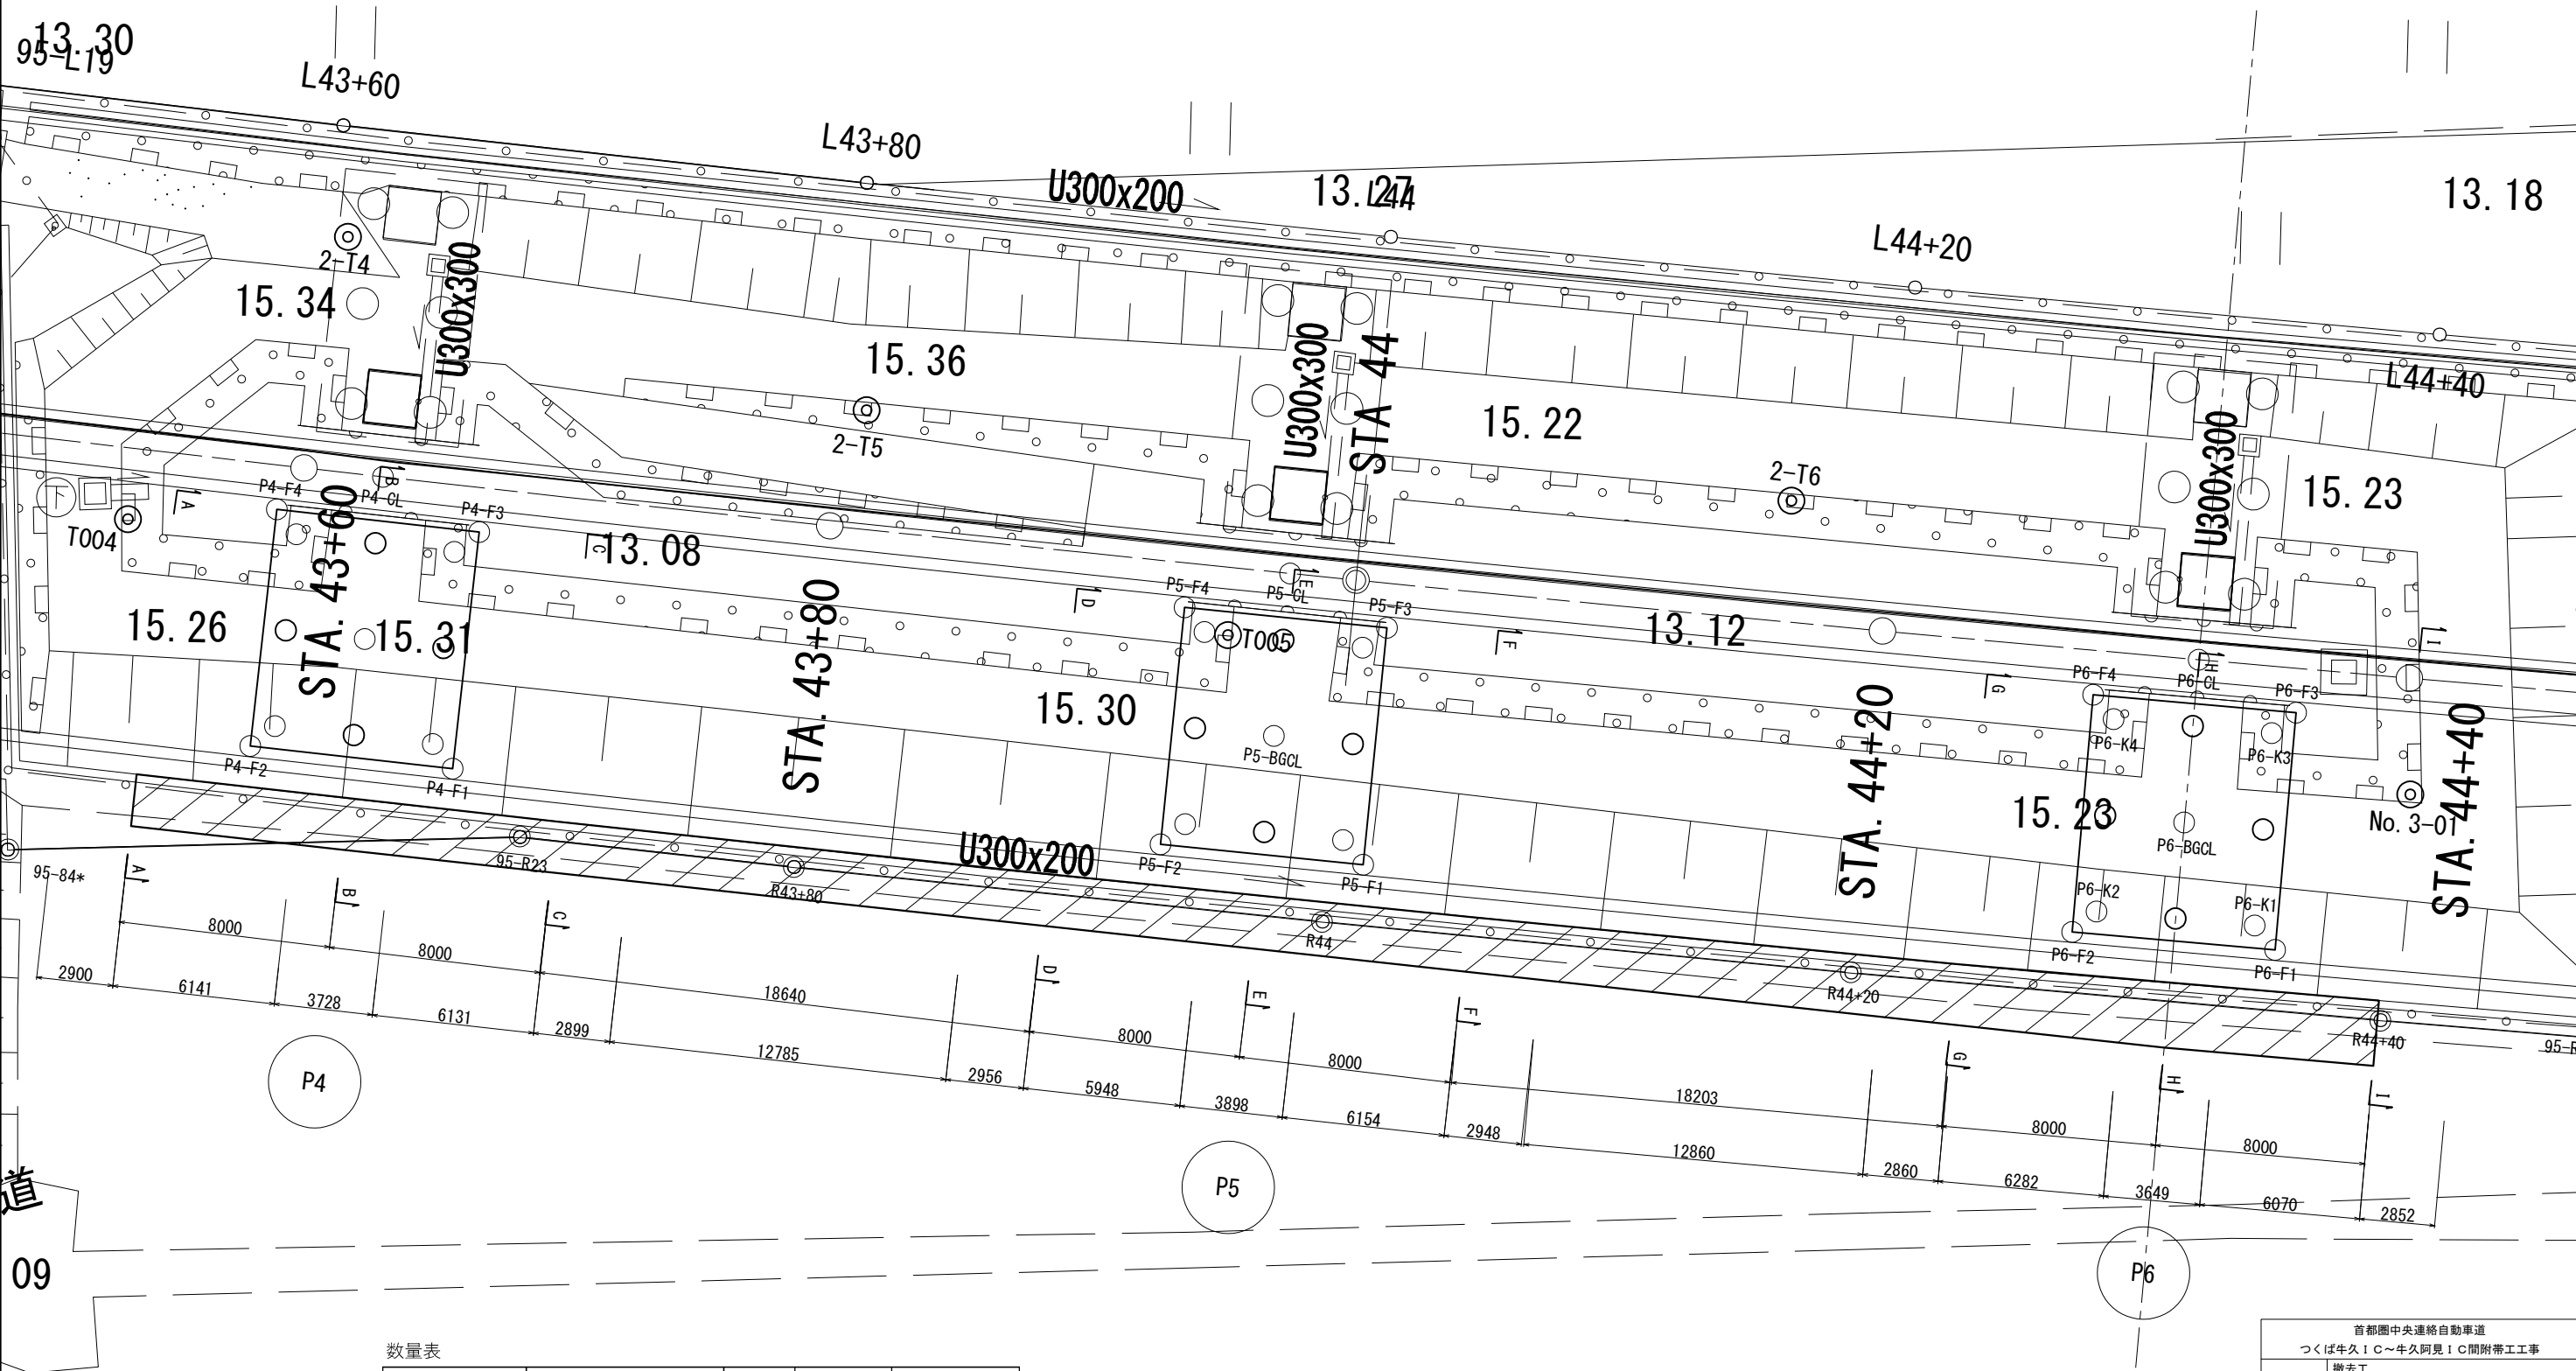 13.30
95-L19
L43+60
L43+80
U300x200
13.27
L44
L44+20
13.18
2-T4
15.34
U300x300
15.36
2-T5
U300x300
STA 44
15.22
2-T6
L44+40
U300x300
15.23
T004
A
P4-F4
B
P4-CL
P4-F3
STA. 43+60
C
13.08
15.26
15.31
STA. 43+80
D
P5-F4
E
P5-CL
P5-F3
T005
F
13.12
G
P6-F4
H
P6-CL
P6-F3
I
15.30
P5-BGCL
STA. 44+20
P6-K4
P6-K3
STA. 44+40
P4-F2
P4-F1
15.23
No. 3-01
P6-BGCL
U300x200
P5-F2
P5-F1
P6-K2
P6-K1
P6-F2
P6-F1
95-84*
95-R23
R43+80
R44
R44+20
R44+40
95-R
A
B
C
D
E
F
G
H
I
8000
8000
18640
8000
8000
18203
8000
8000
2900
6141
3728
6131
2899
12785
2956
5948
3898
6154
2948
12860
2860
6282
3649
6070
2852
P4
P5
P6
道
09
数量表
首都圏中央連絡自動車道
つくば牛久IC~牛久阿見IC間附帯工工事
撤去工